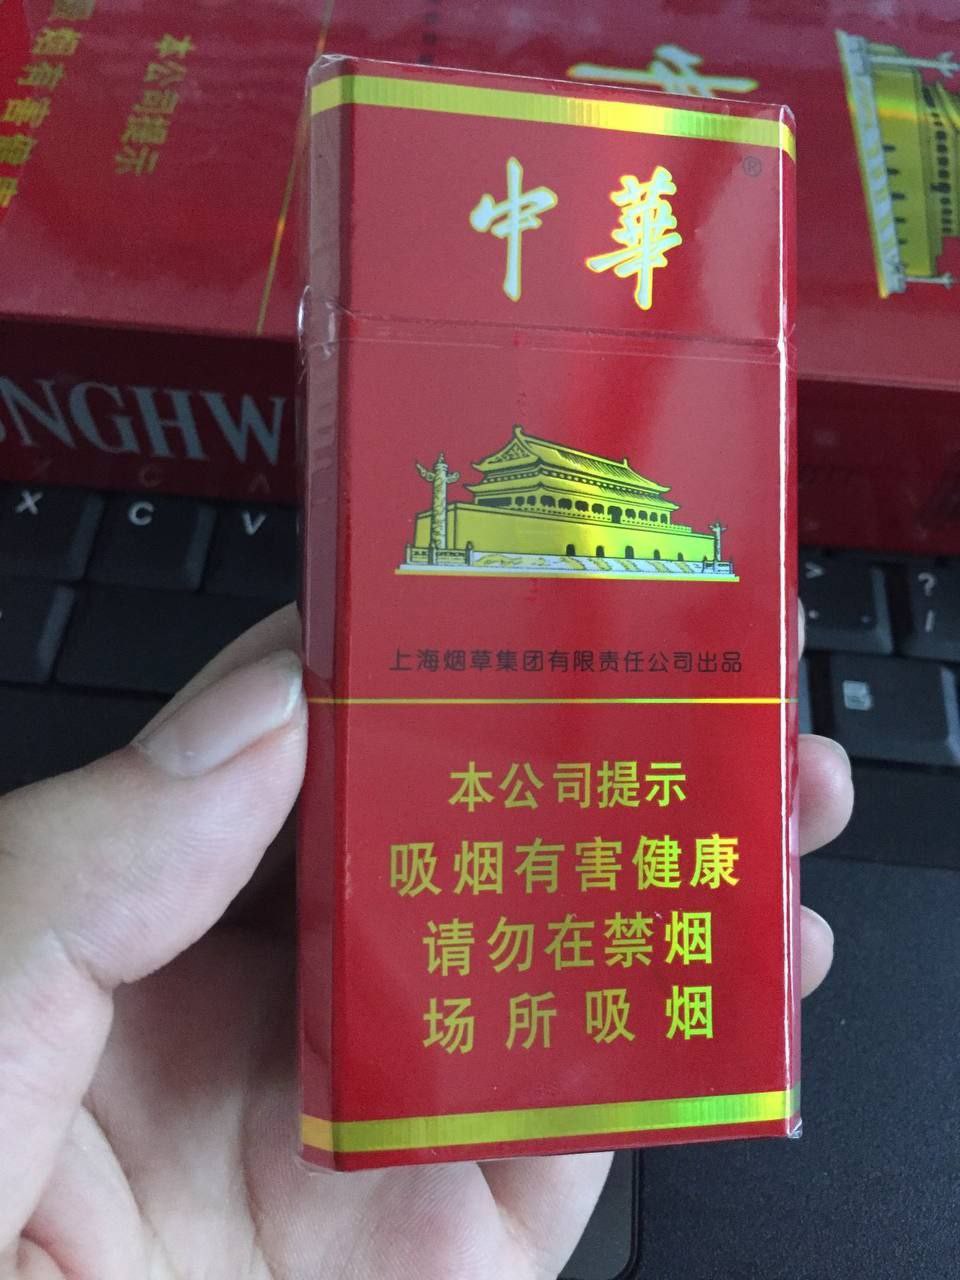 本公司提示
NGHW
中華
®
上海烟草集团有限责任公司出品
本公司提示
吸烟有害健康
请勿在禁烟
场所吸烟
X
C
V
>
?
/